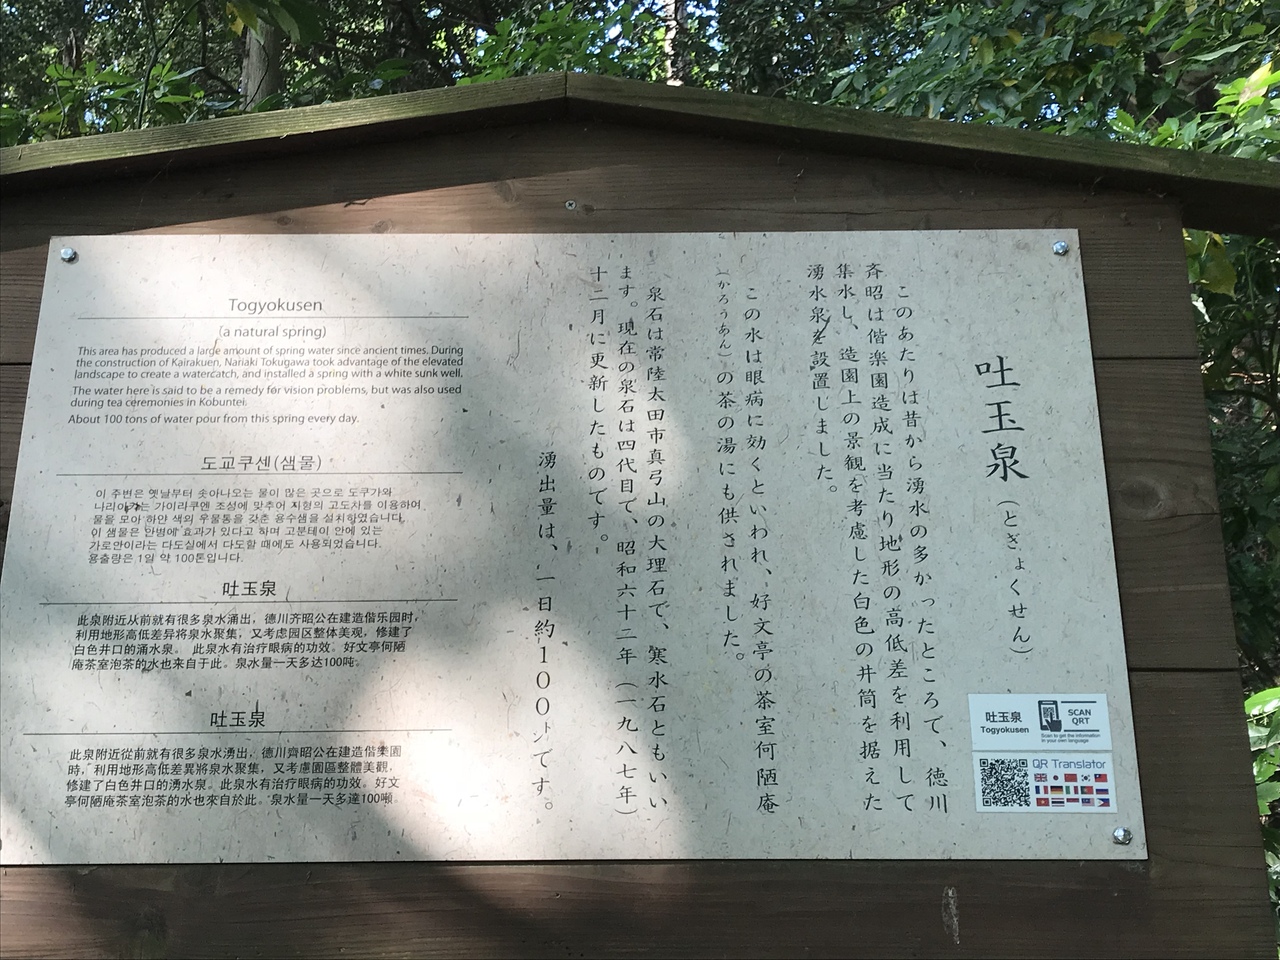 吐玉泉(とぎょくせん)
このあたりは昔から湧水の多かったところで、徳川
斉昭は偕楽園造成に当たり地形の高低差を利用して
集水し、造園上の景観を考慮した白色の井筒を据えた
湧水泉を設置しました。
この水は眼病に効くといわれ、好文亭の茶室何陋庵
(かろうあん)の茶の湯にも供されました。
泉石は常陸太田市真弓山の大理石で、寒水石ともいい
ます。現在の泉石は四代目で、昭和六十二年(一九八七年)
十二月に更新したものです。
湧出量は、一日約100㌧です。
Togyokusen
(a natural spring)
This area has produced a large amount of spring water since ancient times. During
the construction of Kairakuen, Nariaki Tokugawa took advantage of the elevated
landscape to create a watercatch, and installed a spring with a white sunk well.
The water here is said to be a remedy for vision problems, but was also used
during tea ceremonies in Kobuntei.
About 100 tons of water pour from this spring every day.
도교쿠센(샘물)
이 주변은 옛날부터 솟아나오는 물이 많은 곳으로 도쿠가와
나리아키는 가이라쿠엔 조성에 맞추어 지형의 고도차를 이용하여
물을 모아 하얀 색의 우물통을 갖춘 용수샘을 설치하였습니다.
이 샘물은 안병에 효과가 있다고 하며 고분테이 안에 있는
가로안이라는 다도실에서 다도할 때에도 사용되었습니다.
용출량은 1일 약 100톤입니다.
吐玉泉
此泉附近从前就有很多泉水涌出，德川齐昭公在建造偕乐园时，
利用地形高低差异将泉水聚集，又考虑园区整体美观，修建了
白色井口的涌水泉。 此泉水有治疗眼病的功效。好文亭何陋
庵茶室泡茶的水也来自于此。泉水量一天多达100吨。
吐玉泉
此泉附近從前就有很多泉水湧出，德川齊昭公在建造偕樂園
時，利用地形高低差異將泉水聚集，又考慮園區整體美觀，
修建了白色井口的湧水泉。此泉水有治疗眼病的功效。好文
亭何陋庵茶室泡茶的水也來自於此。泉水量一天多達100噸。
吐玉泉
Togyokusen
SCAN
QRT
Scan to get the information
in your own language
QR Translator